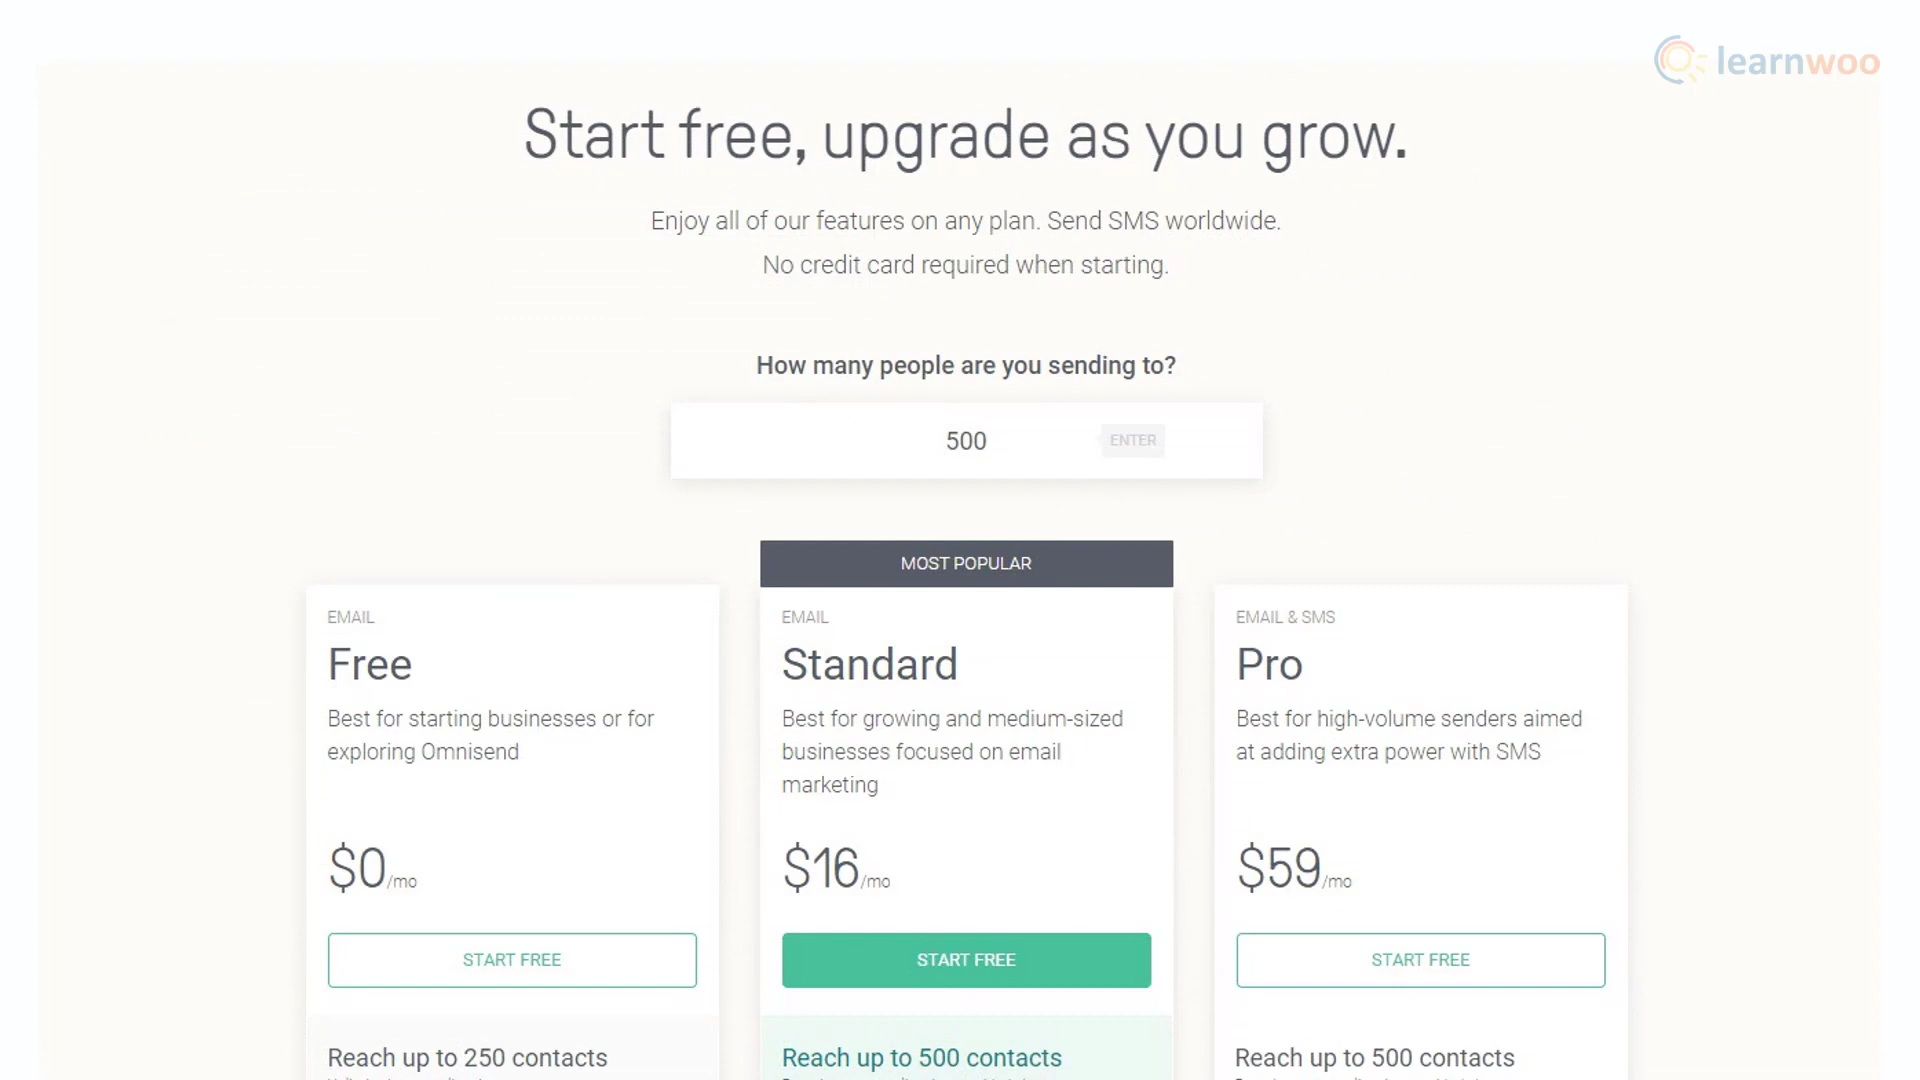 learnwoo
Start free, upgrade as you grow.
Enjoy all of our features on any plan. Send SMS worldwide.
No credit card required when starting.
How many people are you sending to?
500
ENTER
MOST POPULAR
EMAIL
Free
Best for starting businesses or for
exploring Omnisend
$0/mo
START FREE
Reach up to 250 contacts
EMAIL
Standard
Best for growing and medium-sized
businesses focused on email
marketing
$16/mo
START FREE
Reach up to 500 contacts
EMAIL & SMS
Pro
Best for high-volume senders aimed
at adding extra power with SMS
$59/mo
START FREE
Reach up to 500 contacts